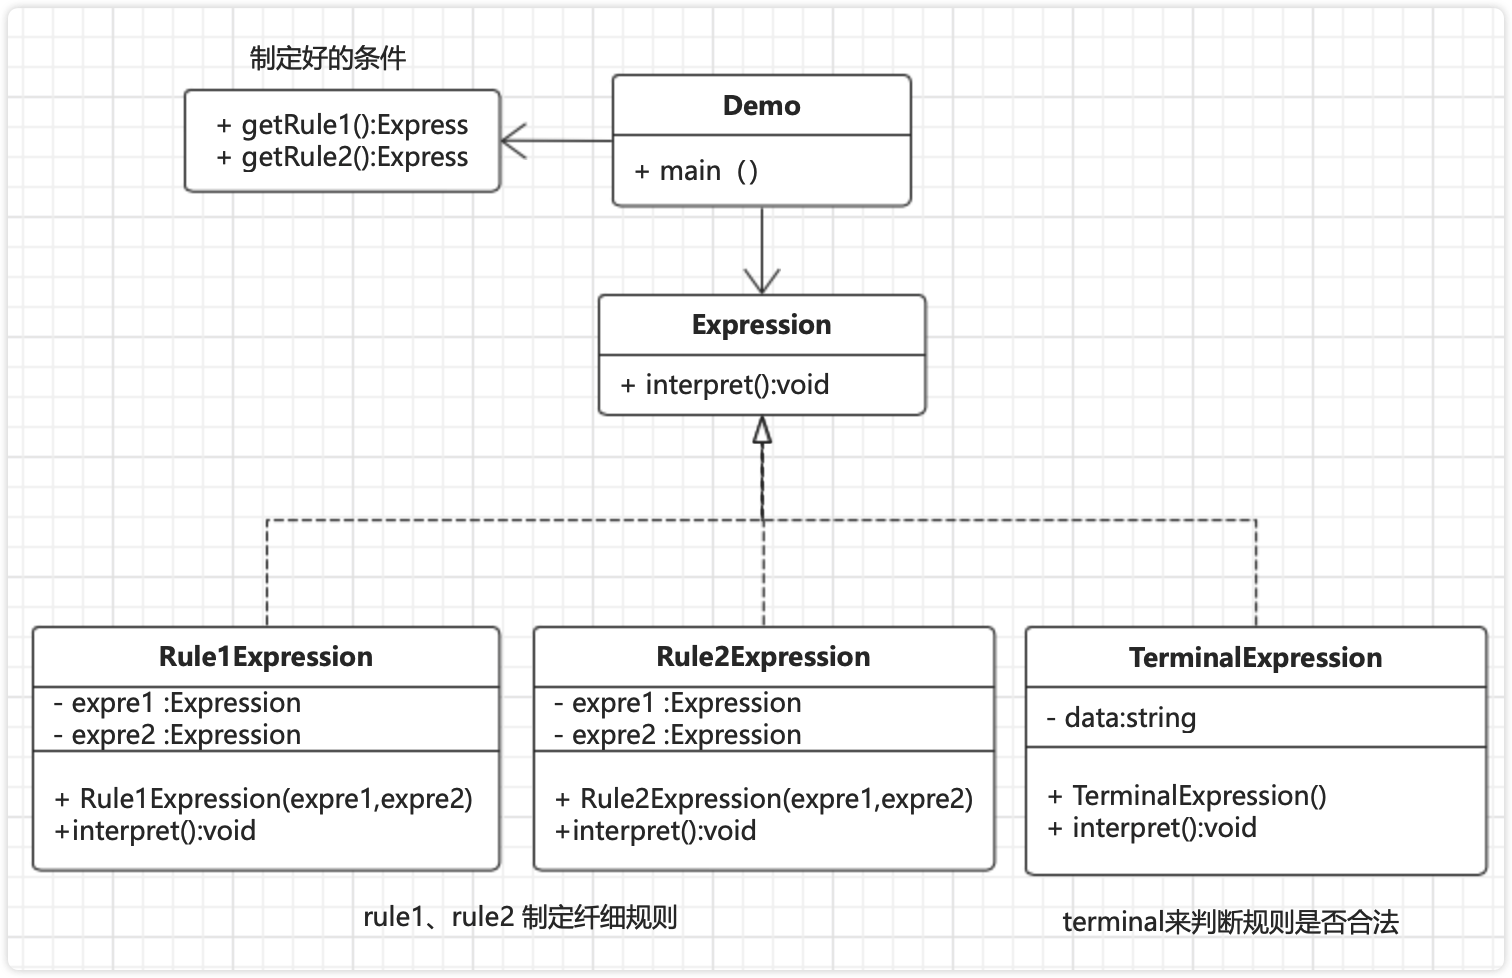 制定好的条件
+ getRule1():Express
+ getRule2():Express
Demo
+ main（）
Expression
+ interpret():void
Rule1Expression
- expre1 :Expression
- expre2 :Expression
+ Rule1Expression(expre1,expre2)
+interpret():void
Rule2Expression
- expre1 :Expression
- expre2 :Expression
+ Rule2Expression(expre1,expre2)
+interpret():void
TerminalExpression
- data:string
+ TerminalExpression()
+ interpret():void
rule1、rule2 制定纤细规则
terminal来判断规则是否合法